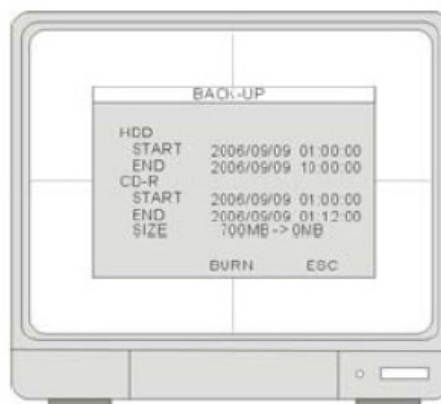 BACK-UP
HDD
START 2006/09/09 01:00:00
END 2006/09/09 10:00:00
CD-R
START 2006/09/09 01:00:00
END 2006/09/09 01:12:00
SIZE 700MB -> 0MB
BURN ESC